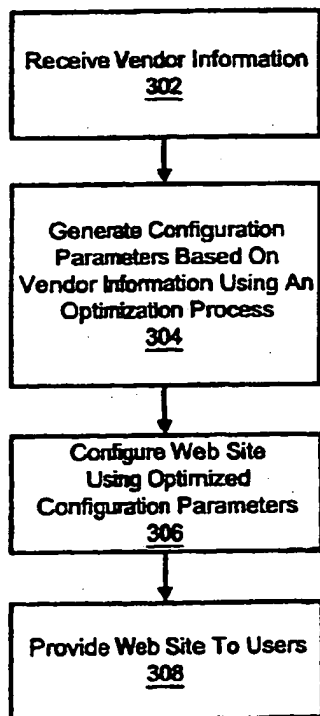 Receive Vendor Information
302
Generate Configuration
Parameters Based On
Vendor Information Using An
Optimization Process
304
Configure Web Site
Using Optimized
Configuration Parameters
306
Provide Web Site To Users
308